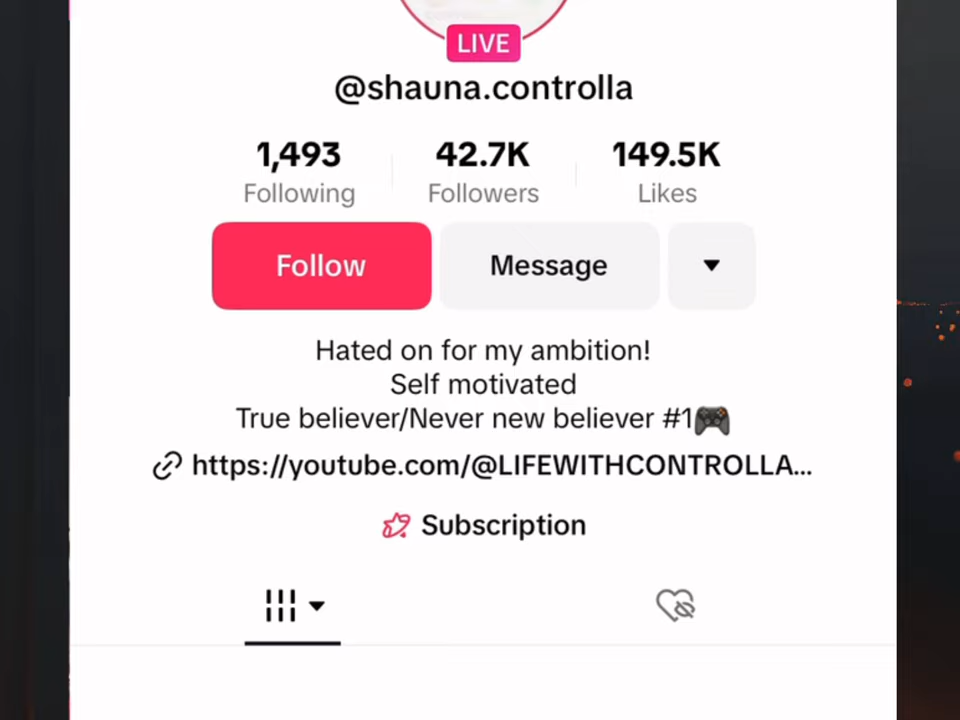 LIVE
@shauna.controlla
1,493 42.7K 149.5K
Following Followers Likes
Follow Message
Hated on for my ambition!
Self motivated
True believer/Never new believer #1🎮
https://youtube.com/@LIFEWITHCONTROLLA...
Subscription